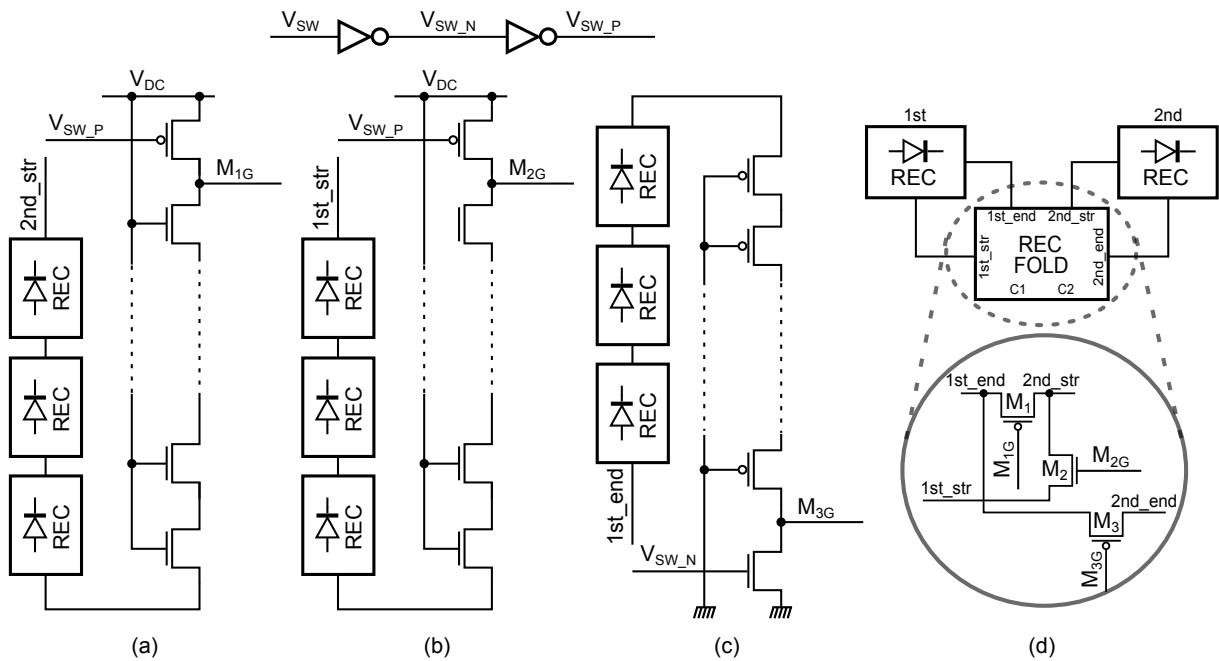 V_SW V_SW_N V_SW_P
V_DC
V_SW_P
M_1G
2nd_str
REC
REC
REC
(a)
V_DC
V_SW_P
M_2G
1st_str
REC
REC
REC
(b)
REC
REC
REC
1st_end
V_SW_N
M_3G
(c)
1st
2nd
REC
REC
1st_end 2nd_str
1st_str
REC
FOLD
2nd_end
C1 C2
1st_end 2nd_str
M_1
M_1G
M_2
M_2G
1st_str
2nd_end
M_3
M_3G
(d)